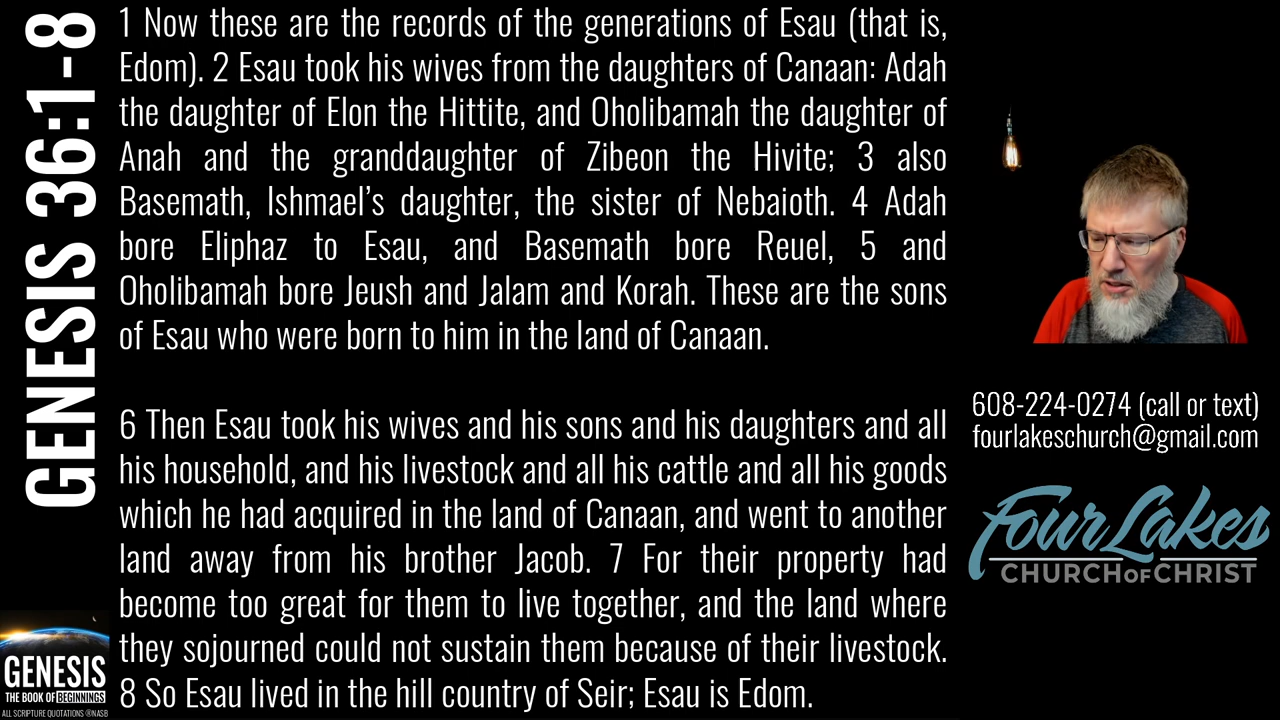 GENESIS 36:1-8
1 Now these are the records of the generations of Esau (that is,
Edom). 2 Esau took his wives from the daughters of Canaan: Adah
the daughter of Elon the Hittite, and Oholibamah the daughter of
Anah and the granddaughter of Zibeon the Hivite; 3 also
Basemath, Ishmael’s daughter, the sister of Nebaioth. 4 Adah
bore Eliphaz to Esau, and Basemath bore Reuel, 5 and
Oholibamah bore Jeush and Jalam and Korah. These are the sons
of Esau who were born to him in the land of Canaan.
6 Then Esau took his wives and his sons and his daughters and all
his household, and his livestock and all his cattle and all his goods
which he had acquired in the land of Canaan, and went to another
land away from his brother Jacob. 7 For their property had
become too great for them to live together, and the land where
they sojourned could not sustain them because of their livestock.
8 So Esau lived in the hill country of Seir; Esau is Edom.
608-224-0274 (call or text)
fourlakeschurch@gmail.com
Four Lakes
CHURCH OF CHRIST
GENESIS
THE BOOK OF BEGINNINGS
ALL SCRIPTURE QUOTATIONS @NASB